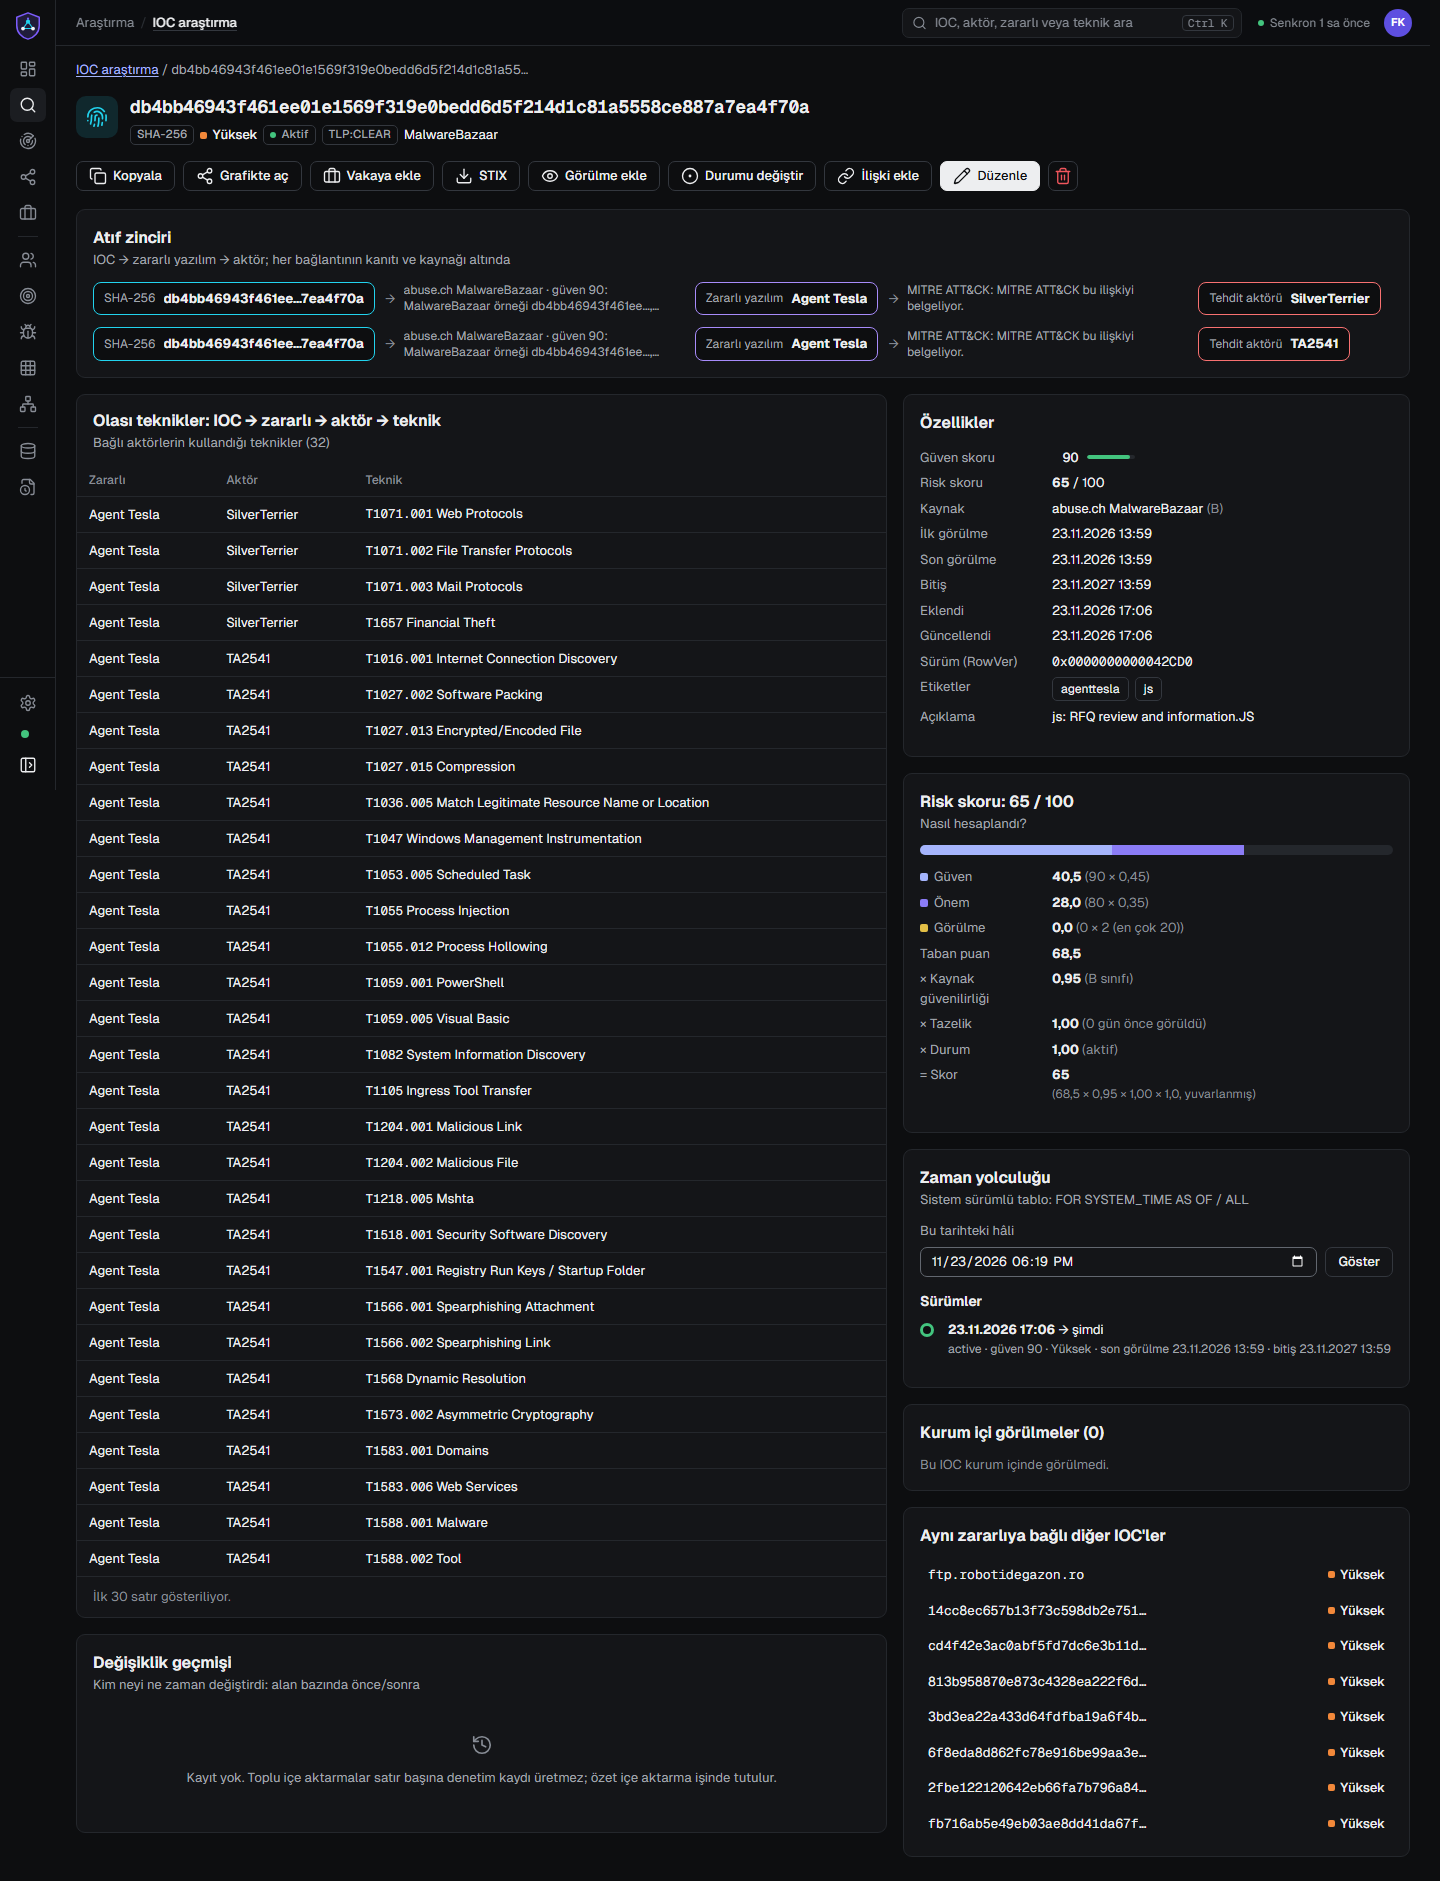 Araştırma / IOC araştırma
IOC, aktör, zararlı veya teknik ara
Ctrl K
Senkron 1 sa önce
FK
IOC araştırma / db4bb46943f461ee01e1569f319e0bedd6d5f214d1c81a55…
db4bb46943f461ee01e1569f319e0bedd6d5f214d1c81a5558ce887a7ea4f70a
SHA-256 Yüksek Aktif TLP:CLEAR MalwareBazaar
Kopyala
Grafikte aç
Vakaya ekle
STIX
Görülme ekle
Durumu değiştir
İlişki ekle
Düzenle
Atıf zinciri
IOC → zararlı yazılım → aktör; her bağlantının kanıtı ve kaynağı altında
SHA-256 db4bb46943f461ee…7ea4f70a → abuse.ch MalwareBazaar · güven 90: MalwareBazaar örneği db4bb46943f461ee…,… Zararlı yazılım Agent Tesla → MITRE ATT&CK: MITRE ATT&CK bu ilişkiyi belgeliyor. Tehdit aktörü SilverTerrier
SHA-256 db4bb46943f461ee…7ea4f70a → abuse.ch MalwareBazaar · güven 90: MalwareBazaar örneği db4bb46943f461ee…,… Zararlı yazılım Agent Tesla → MITRE ATT&CK: MITRE ATT&CK bu ilişkiyi belgeliyor. Tehdit aktörü TA2541
Olası teknikler: IOC → zararlı → aktör → teknik
Bağlı aktörlerin kullandığı teknikler (32)
Zararlı Aktör Teknik
Agent Tesla SilverTerrier T1071.001 Web Protocols
Agent Tesla SilverTerrier T1071.002 File Transfer Protocols
Agent Tesla SilverTerrier T1071.003 Mail Protocols
Agent Tesla SilverTerrier T1657 Financial Theft
Agent Tesla TA2541 T1016.001 Internet Connection Discovery
Agent Tesla TA2541 T1027.002 Software Packing
Agent Tesla TA2541 T1027.013 Encrypted/Encoded File
Agent Tesla TA2541 T1027.015 Compression
Agent Tesla TA2541 T1036.005 Match Legitimate Resource Name or Location
Agent Tesla TA2541 T1047 Windows Management Instrumentation
Agent Tesla TA2541 T1053.005 Scheduled Task
Agent Tesla TA2541 T1055 Process Injection
Agent Tesla TA2541 T1055.012 Process Hollowing
Agent Tesla TA2541 T1059.001 PowerShell
Agent Tesla TA2541 T1059.005 Visual Basic
Agent Tesla TA2541 T1082 System Information Discovery
Agent Tesla TA2541 T1105 Ingress Tool Transfer
Agent Tesla TA2541 T1204.001 Malicious Link
Agent Tesla TA2541 T1204.002 Malicious File
Agent Tesla TA2541 T1218.005 Mshta
Agent Tesla TA2541 T1518.001 Security Software Discovery
Agent Tesla TA2541 T1547.001 Registry Run Keys / Startup Folder
Agent Tesla TA2541 T1566.001 Spearphishing Attachment
Agent Tesla TA2541 T1566.002 Spearphishing Link
Agent Tesla TA2541 T1568 Dynamic Resolution
Agent Tesla TA2541 T1573.002 Asymmetric Cryptography
Agent Tesla TA2541 T1583.001 Domains
Agent Tesla TA2541 T1583.006 Web Services
Agent Tesla TA2541 T1588.001 Malware
Agent Tesla TA2541 T1588.002 Tool
İlk 30 satır gösteriliyor.
Değişiklik geçmişi
Kim neyi ne zaman değiştirdi: alan bazında önce/sonra
Kayıt yok. Toplu içe aktarmalar satır başına denetim kaydı üretmez; özet içe aktarma işinde tutulur.
Özellikler
Güven skoru 90
Risk skoru 65 / 100
Kaynak abuse.ch MalwareBazaar (B)
İlk görülme 23.11.2026 13:59
Son görülme 23.11.2026 13:59
Bitiş 23.11.2027 13:59
Eklendi 23.11.2026 17:06
Güncellendi 23.11.2026 17:06
Sürüm (RowVer) 0x0000000000042CD0
Etiketler agenttesla js
Açıklama js: RFQ review and information.JS
Risk skoru: 65 / 100
Nasıl hesaplandı?
Güven 40,5 (90 × 0,45)
Önem 28,0 (80 × 0,35)
Görülme 0,0 (0 × 2 (en çok 20))
Taban puan 68,5
× Kaynak güvenilirliği 0,95 (B sınıfı)
× Tazelik 1,00 (0 gün önce görüldü)
× Durum 1,00 (aktif)
= Skor 65
(68,5 × 0,95 × 1,00 × 1,0, yuvarlanmış)
Zaman yolculuğu
Sistem sürümlü tablo: FOR SYSTEM_TIME AS OF / ALL
Bu tarihteki hâli
11/23/2026 06:19 PM
Göster
Sürümler
23.11.2026 17:06 → şimdi
active · güven 90 · Yüksek · son görülme 23.11.2026 13:59 · bitiş 23.11.2027 13:59
Kurum içi görülmeler (0)
Bu IOC kurum içinde görülmedi.
Aynı zararlıya bağlı diğer IOC'ler
ftp.robotidegazon.ro Yüksek
14cc8ec657b13f73c598db2e751… Yüksek
cd4f42e3ac0abf5fd7dc6e3b11d… Yüksek
813b958870e873c4328ea222f6d… Yüksek
3bd3ea22a433d64fdfba19a6f4b… Yüksek
6f8eda8d862fc78e916be99aa3e… Yüksek
2fbe122120642eb66fa7b796a84… Yüksek
fb716ab5e49eb03ae8dd41da67f… Yüksek